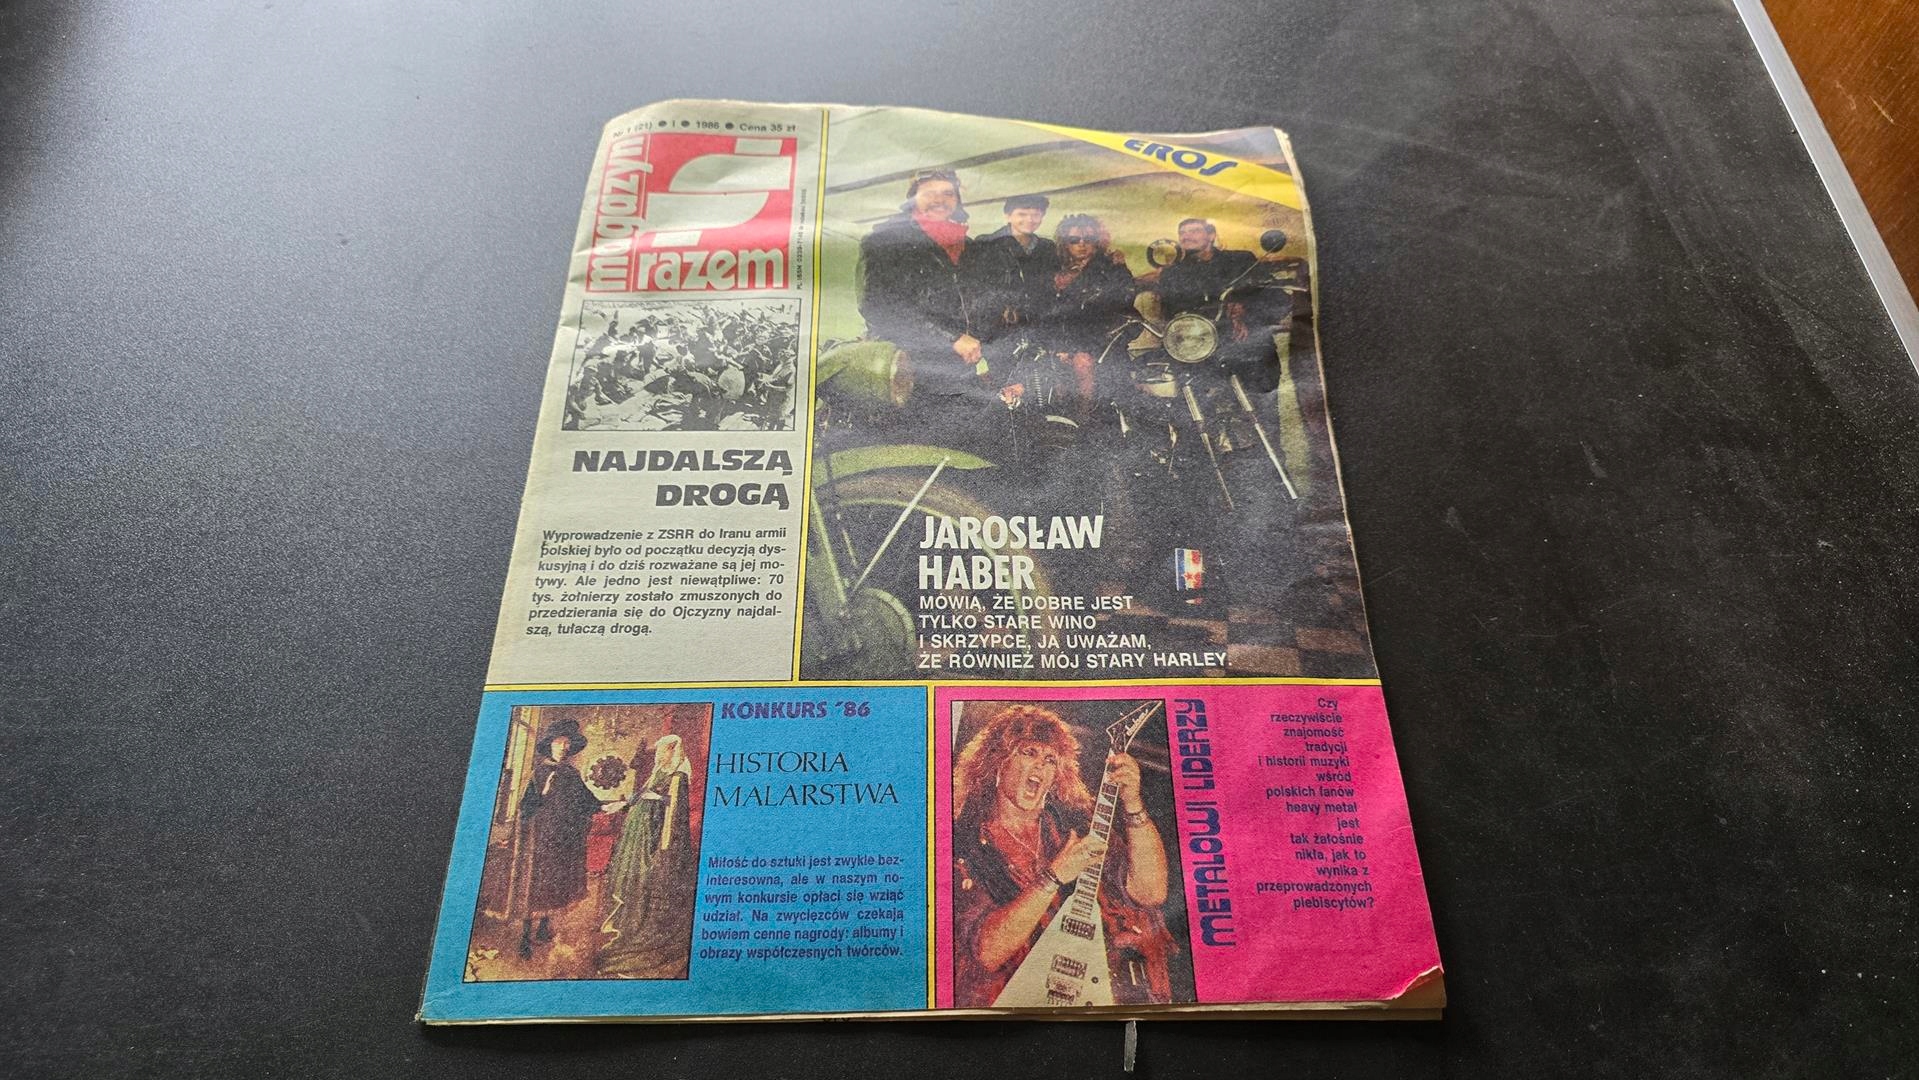 Nr 1 (21) ● I ● 1986 ● Cena 35 zł
magazyn
razem
EROS
NAJDALSZĄ
DROGĄ
Wyprowadzenie z ZSRR do Iranu armii
polskiej było od początku decyzją dys-
kusyjną i do dziś rozważane są jej mo-
tywy. Ale jedno jest niewątpliwe: 70
tys. żołnierzy zostało zmuszonych do
przedzierania się do Ojczyzny najdal-
szą, tułaczą drogą.
JAROSŁAW
HABER
MÓWIĄ, ŻE DOBRE JEST
TYLKO STARE WINO
I SKRZYPCE, JA UWAŻAM,
ŻE RÓWNIEŻ MÓJ STARY HARLEY.
KONKURS '86
HISTORIA
MALARSTWA
Miłość do sztuki jest zwykle bez-
interesowna, ale w naszym no-
wym konkursie opłaci się wziąć
udział. Na zwycięzców czekają
bowiem cenne nagrody: albumy i
obrazy współczesnych twórców.
METALOWI LIDERZY
Czy
rzeczywiście
znajomość
tradycji
i historii muzyki
wśród
polskich fanów
heavy metal
jest
tak żałośnie
nikła, jak to
wynika z
przeprowadzonych
plebiscytów?